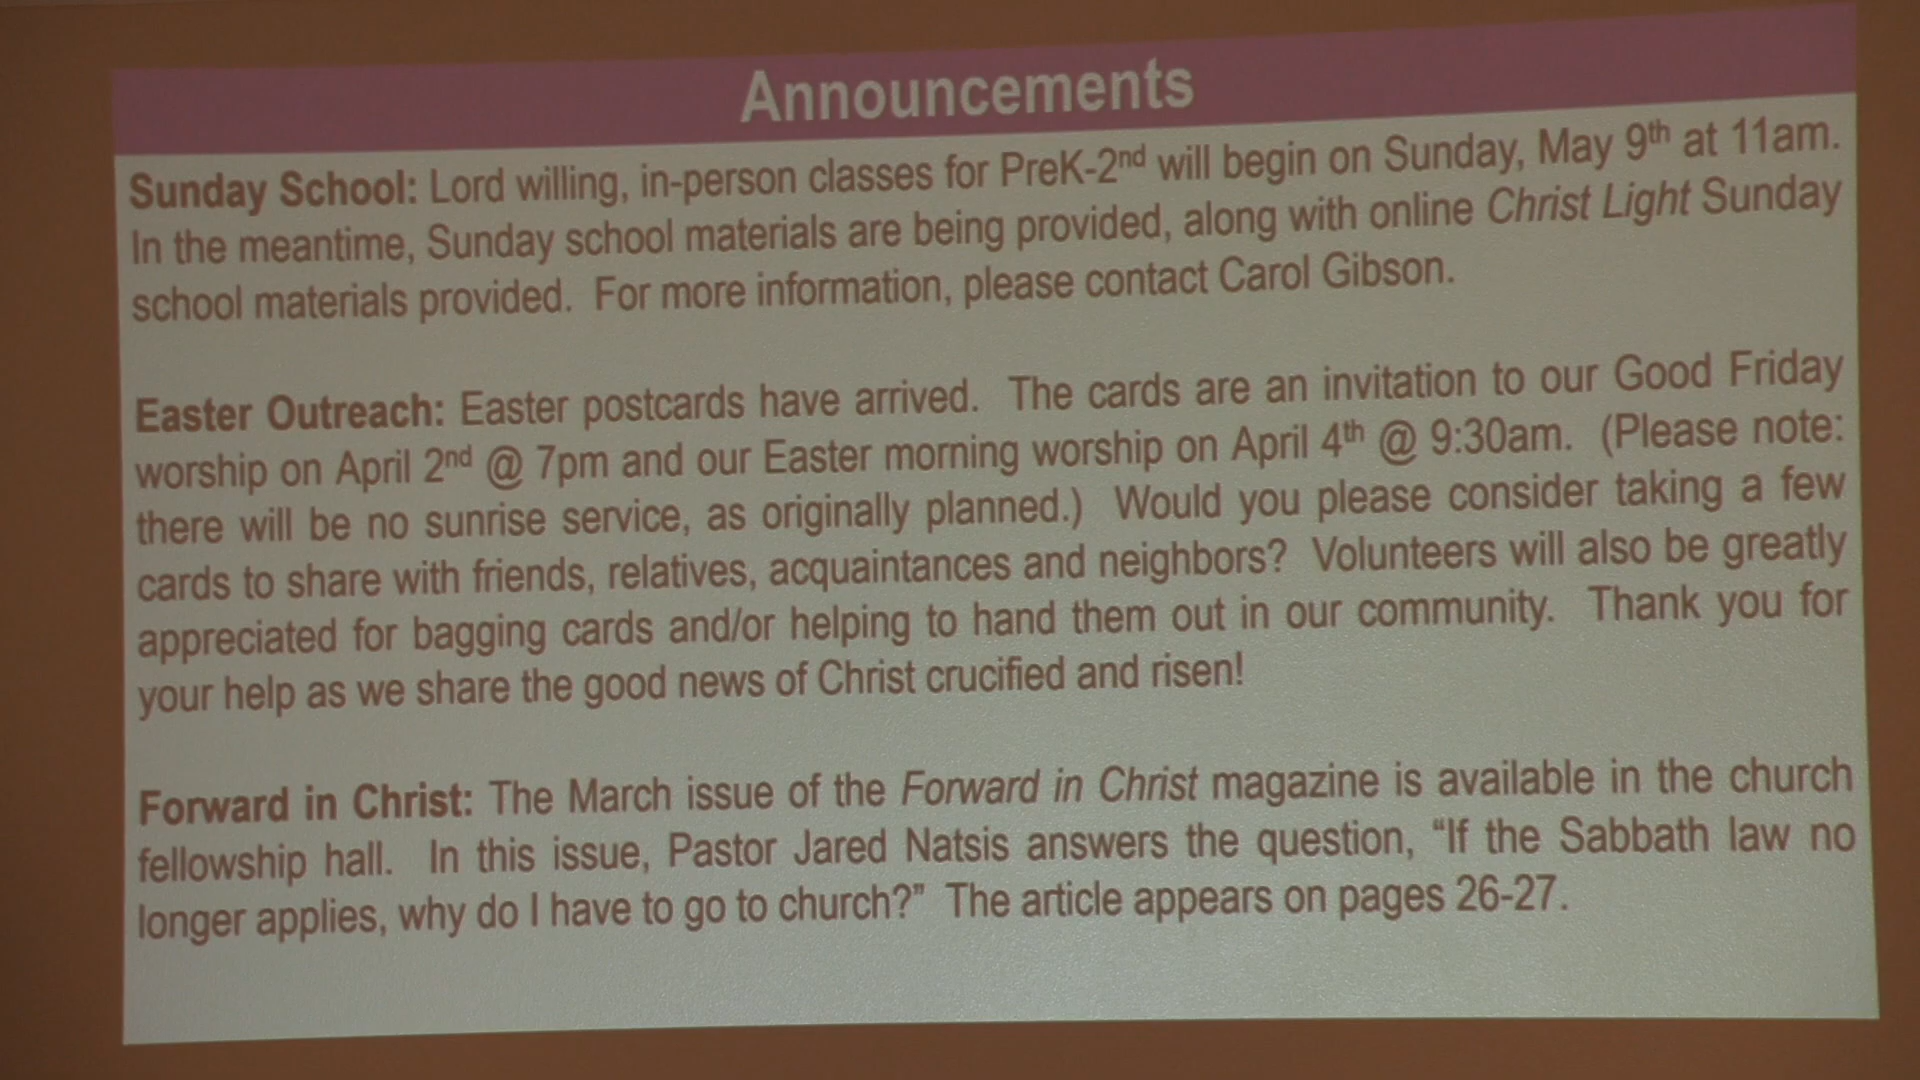 Announcements
Sunday School: Lord willing, in-person classes for PreK-2nd will begin on Sunday, May 9th at 11am.
In the meantime, Sunday school materials are being provided, along with online Christ Light Sunday
school materials provided.  For more information, please contact Carol Gibson.
Easter Outreach: Easter postcards have arrived.  The cards are an invitation to our Good Friday
worship on April 2nd @ 7pm and our Easter morning worship on April 4th @ 9:30am.  (Please note:
there will be no sunrise service, as originally planned.)  Would you please consider taking a few
cards to share with friends, relatives, acquaintances and neighbors?  Volunteers will also be greatly
appreciated for bagging cards and/or helping to hand them out in our community.  Thank you for
your help as we share the good news of Christ crucified and risen!
Forward in Christ: The March issue of the Forward in Christ magazine is available in the church
fellowship hall.  In this issue, Pastor Jared Natsis answers the question, “If the Sabbath law no
longer applies, why do I have to go to church?”  The article appears on pages 26-27.